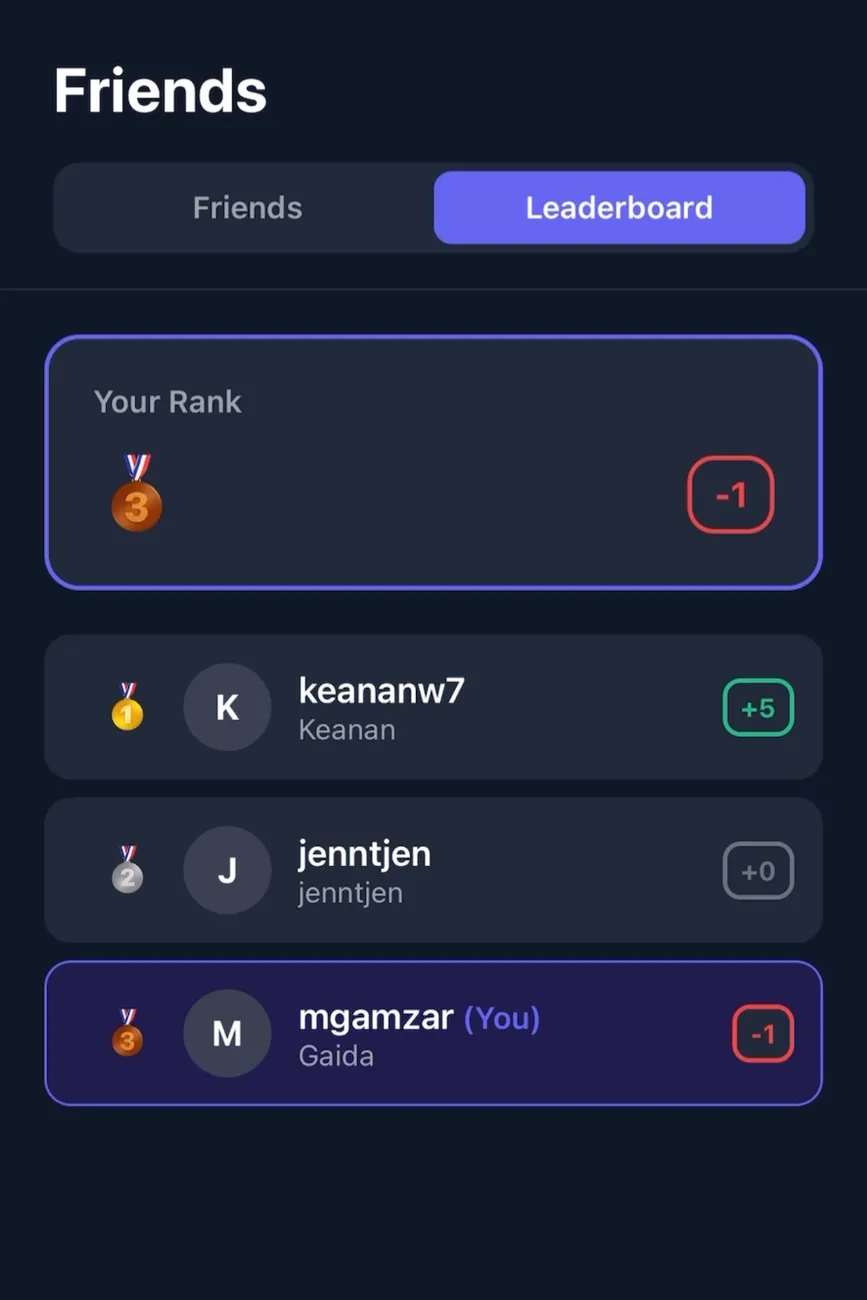 Friends
Friends Leaderboard
Your Rank
3 -1
1 K keananw7 +5
Keanan
2 J jenntjen +0
jenntjen
3 M mgamzar (You) -1
Gaida